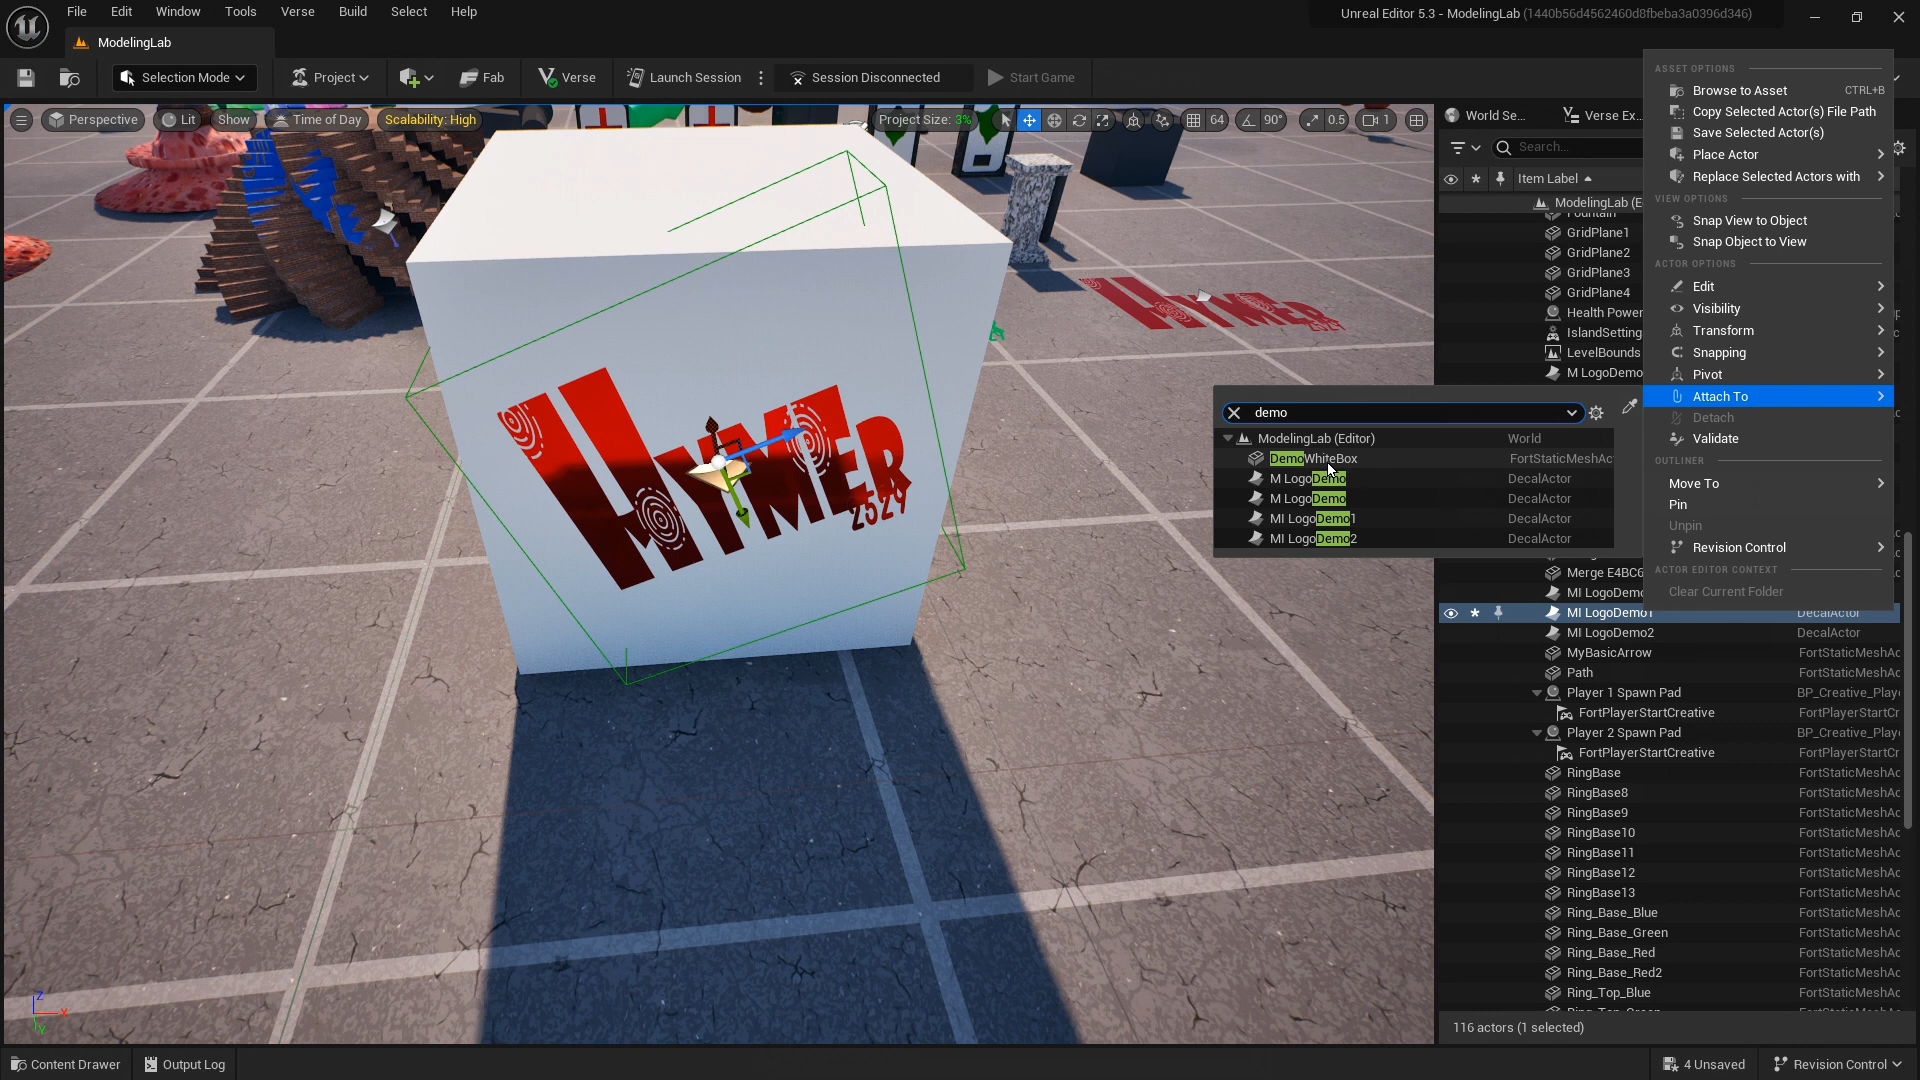 File Edit Window Tools Verse Build Select Help
Unreal Editor 5.3 - ModelingLab (1440b56d4562460d8fbeba3a0396d346)
ModelingLab
Selection Mode Project Fab Verse Launch Session Session Disconnected Start Game
Perspective Lit Show Time of Day Scalability: High Project Size: 3% 64 90° 0.5 1
HYMER
2529
HYMER
Z
X
Y
World Se... Verse Ex...
Search...
Item Label
ModelingLab (E
Fountain
GridPlane1
GridPlane2
GridPlane3
GridPlane4
Health Power
IslandSetting
LevelBounds
M LogoDemo
Merge E4BC6
MI LogoDemo
MI LogoDemo1 DecalActor
MI LogoDemo2 DecalActor
MyBasicArrow FortStaticMeshAc
Path FortStaticMeshAc
Player 1 Spawn Pad BP_Creative_Playe
FortPlayerStartCreative FortPlayerStartCr
Player 2 Spawn Pad BP_Creative_Playe
FortPlayerStartCreative FortPlayerStartCr
RingBase FortStaticMeshAc
RingBase8 FortStaticMeshAc
RingBase9 FortStaticMeshAc
RingBase10 FortStaticMeshAc
RingBase11 FortStaticMeshAc
RingBase12 FortStaticMeshAc
RingBase13 FortStaticMeshAc
Ring_Base_Blue FortStaticMeshAc
Ring_Base_Green FortStaticMeshAc
Ring_Base_Red FortStaticMeshAc
Ring_Base_Red2 FortStaticMeshAc
Ring_Top_Blue FortStaticMeshAc
116 actors (1 selected)
ASSET OPTIONS
Browse to Asset CTRL+B
Copy Selected Actor(s) File Path
Save Selected Actor(s)
Place Actor
Replace Selected Actors with
VIEW OPTIONS
Snap View to Object
Snap Object to View
ACTOR OPTIONS
Edit
Visibility
Transform
Snapping
Pivot
Attach To
Detach
Validate
OUTLINER
Move To
Pin
Unpin
Revision Control
ACTOR EDITOR CONTEXT
Clear Current Folder
demo
ModelingLab (Editor) World
DemoWhiteBox FortStaticMeshAc
M LogoDemo DecalActor
M LogoDemo DecalActor
MI LogoDemo1 DecalActor
MI LogoDemo2 DecalActor
Content Drawer Output Log 4 Unsaved Revision Control